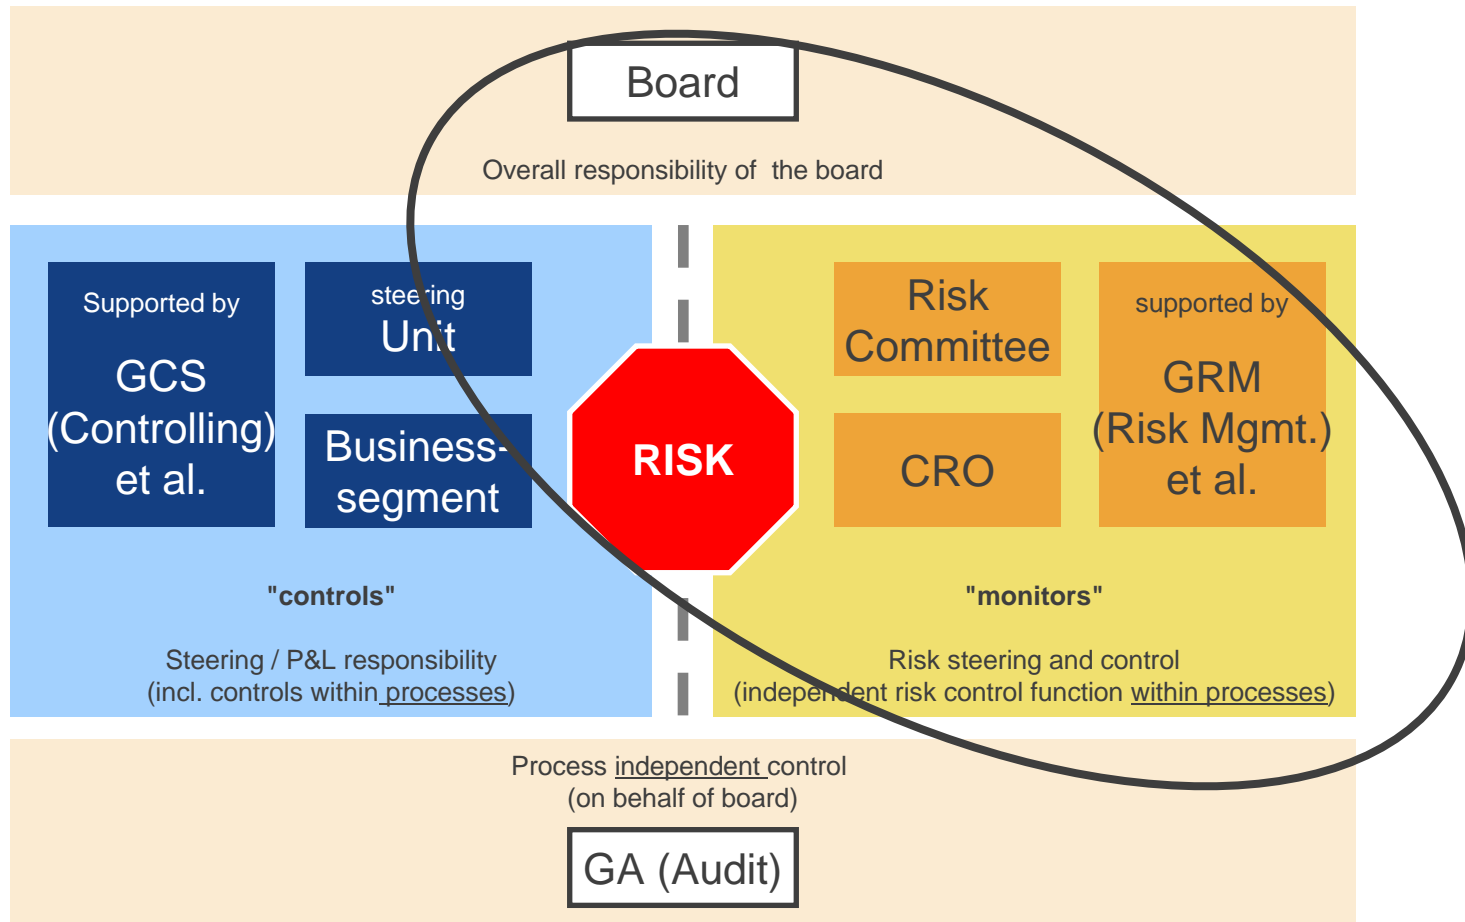 Board
Overall responsibility of  the board
Supported by
GCS
(Controlling)
et al.
steering
Unit
Business-
segment
"controls"
Steering / P&L responsibility
(incl. controls within processes)
RISK
Risk
Committee
CRO
supported by
GRM
(Risk Mgmt.)
et al.
"monitors"
Risk steering and control
(independent risk control function within processes)
Process independent control
(on behalf of board)
GA (Audit)